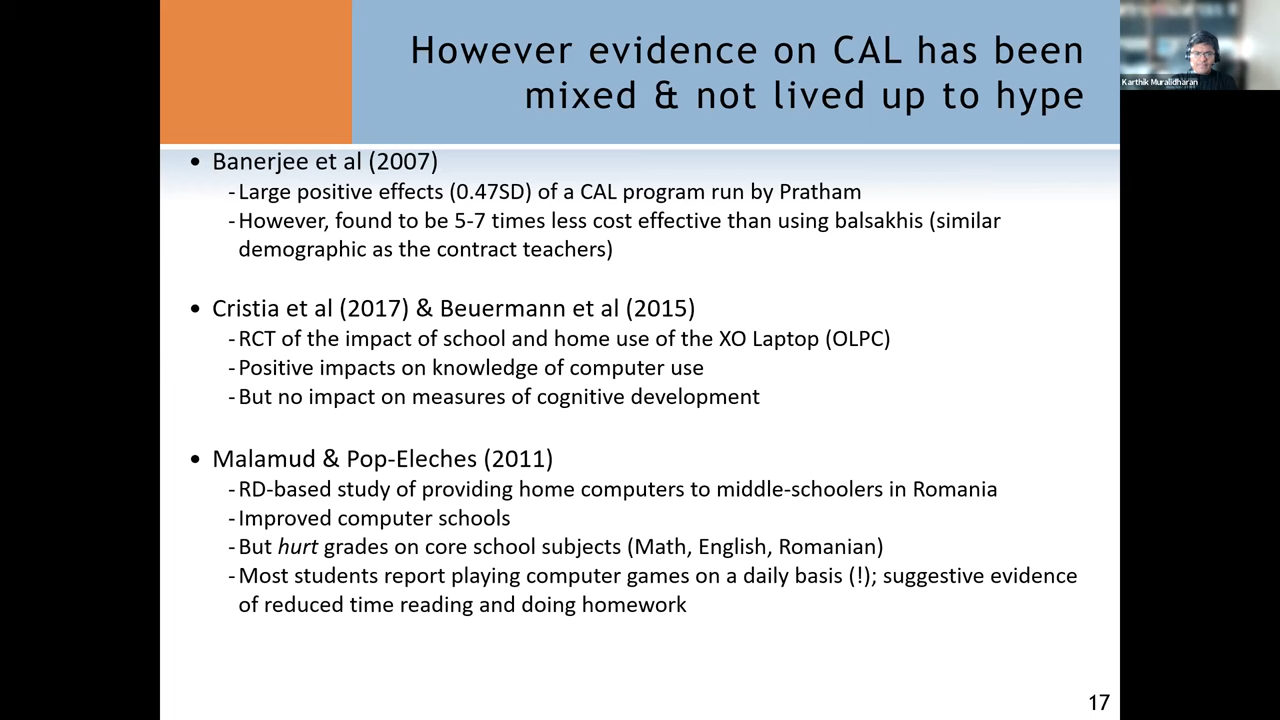 However evidence on CAL has been
mixed & not lived up to hype
Karthik Muralidharan
• Banerjee et al (2007)
-Large positive effects (0.47SD) of a CAL program run by Pratham
-However, found to be 5-7 times less cost effective than using balsakhis (similar
demographic as the contract teachers)
• Cristia et al (2017) & Beuermann et al (2015)
-RCT of the impact of school and home use of the XO Laptop (OLPC)
-Positive impacts on knowledge of computer use
-But no impact on measures of cognitive development
• Malamud & Pop-Eleches (2011)
-RD-based study of providing home computers to middle-schoolers in Romania
-Improved computer schools
-But hurt grades on core school subjects (Math, English, Romanian)
-Most students report playing computer games on a daily basis (!); suggestive evidence
of reduced time reading and doing homework
17